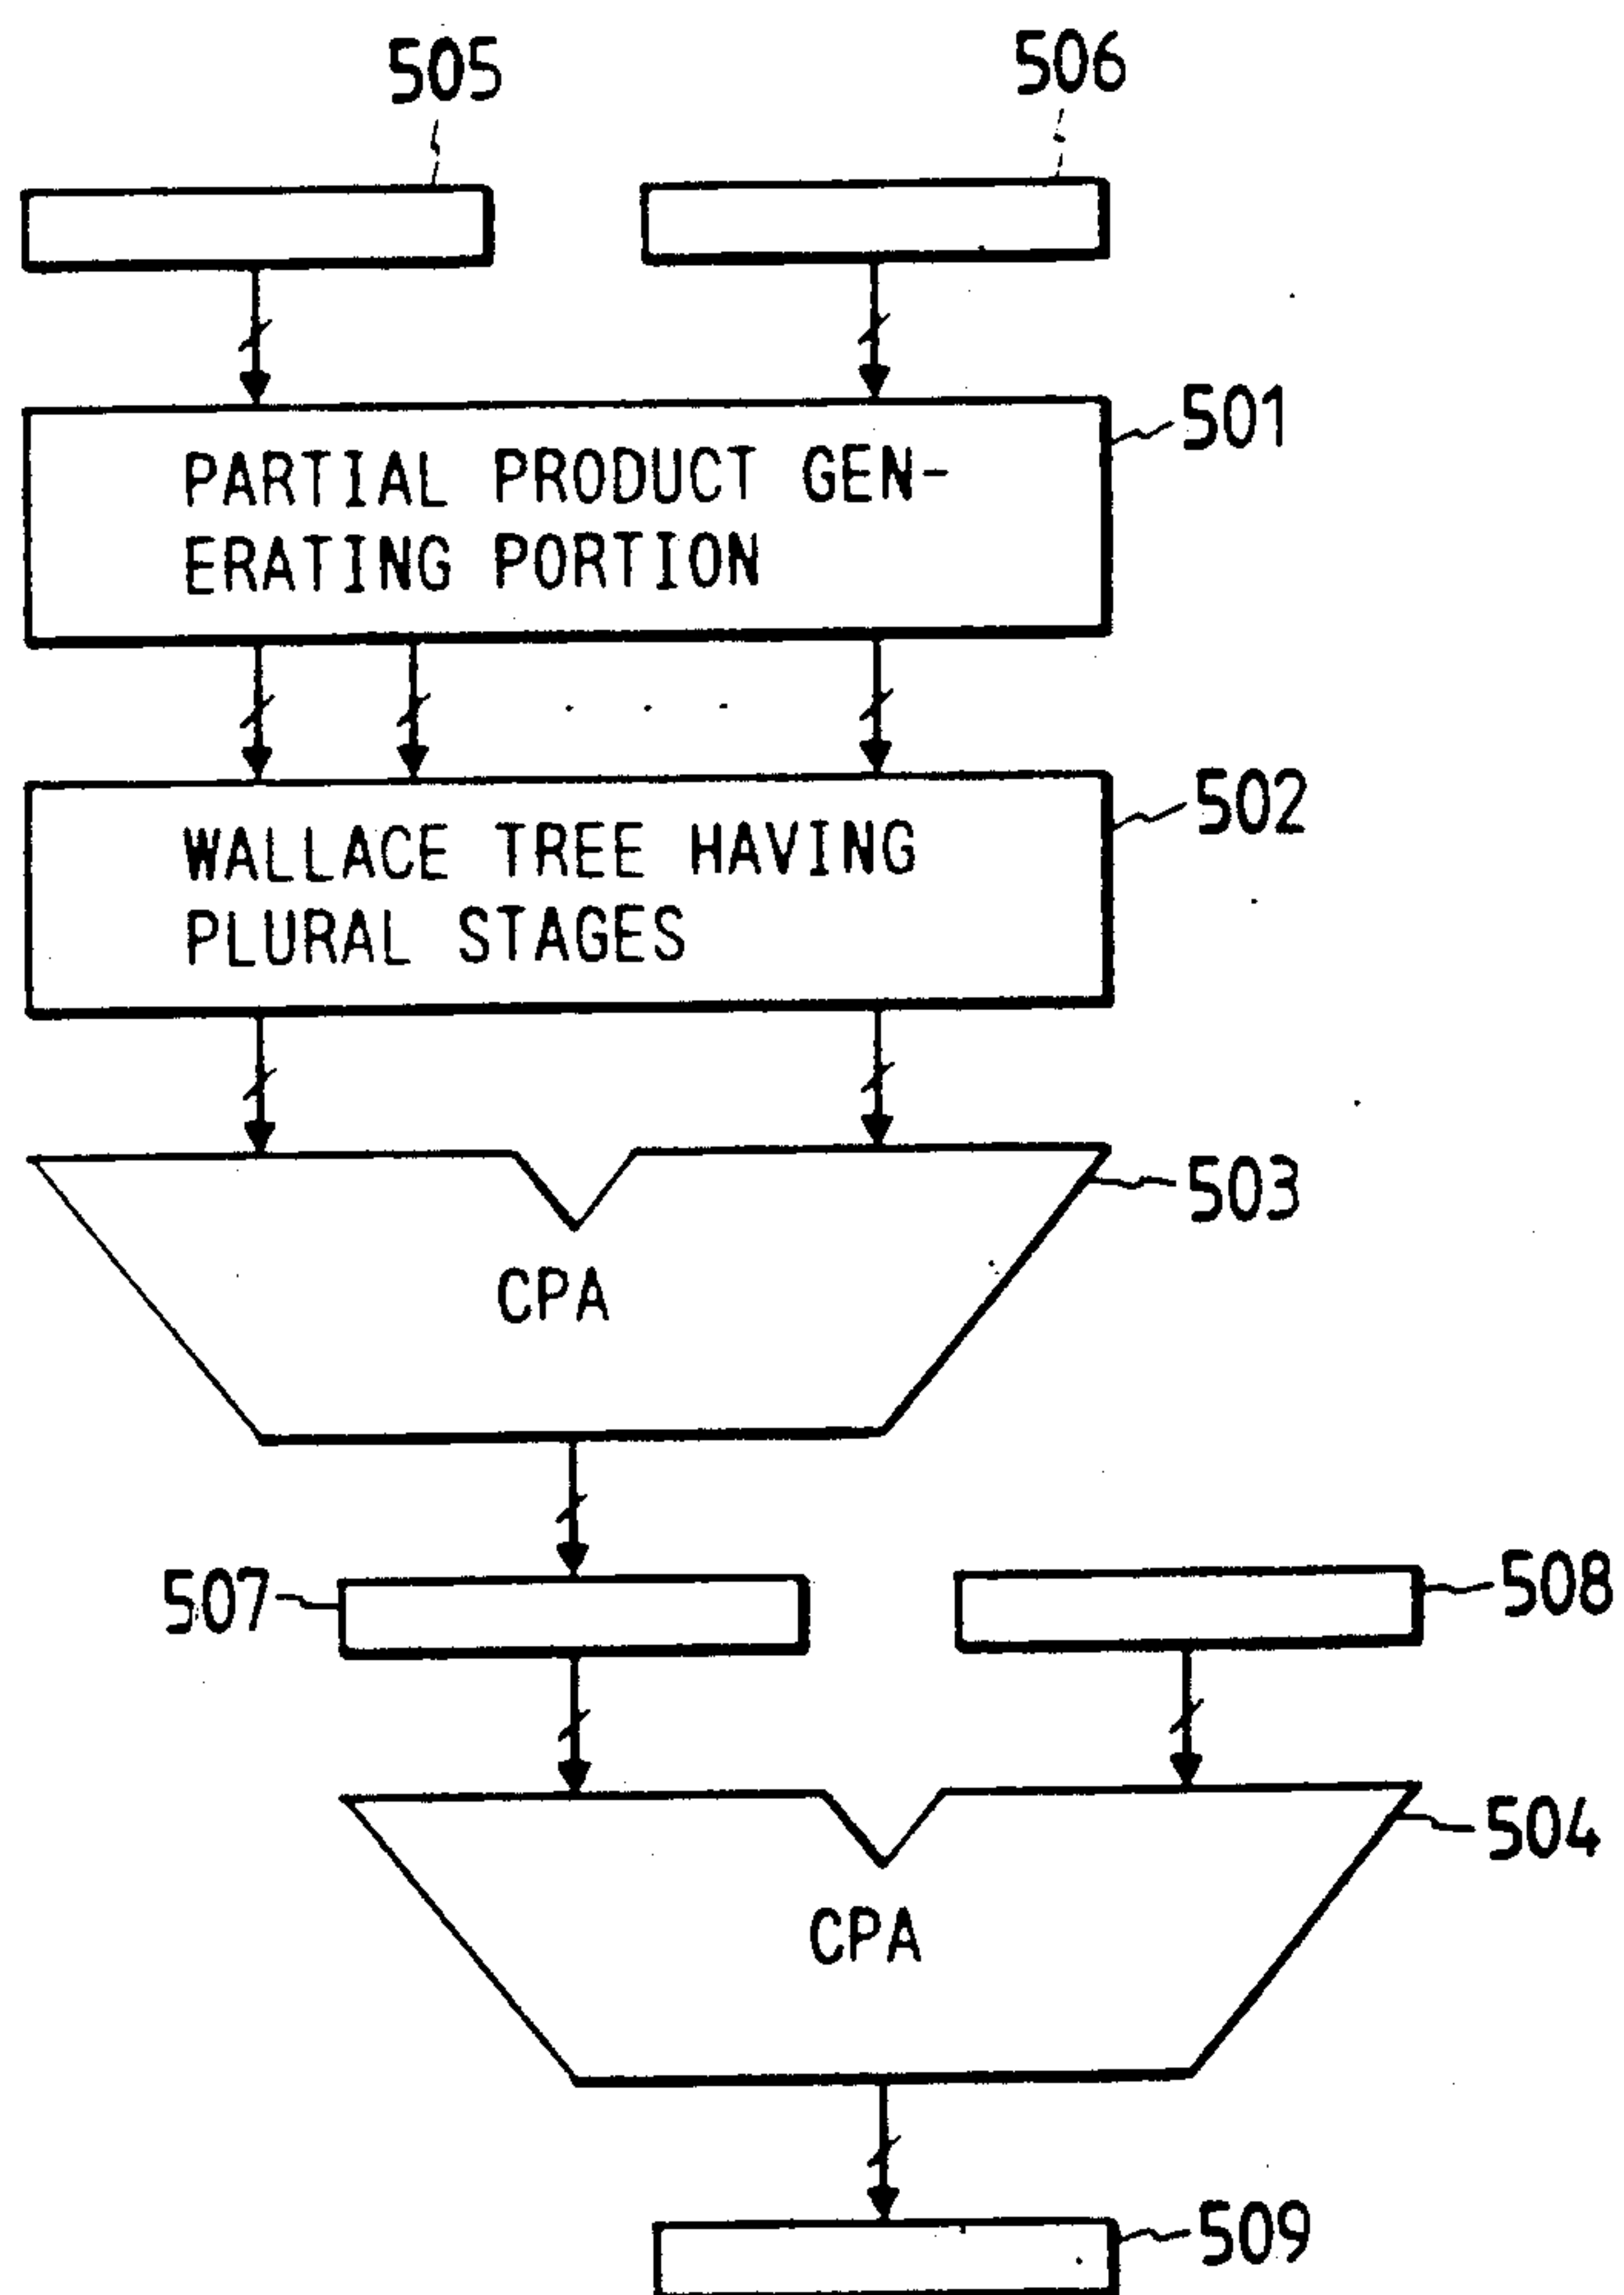 505
506
501
PARTIAL PRODUCT GEN-
ERATING PORTION
502
WALLACE TREE HAVING
PLURAL STAGES
503
CPA
507
508
504
CPA
509